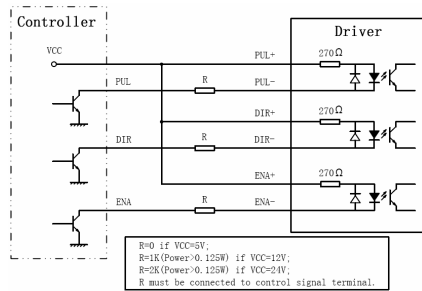 Controller
Driver
VCC
PUL+
270Ω
PUL
R
PUL-
DIR+
270Ω
DIR
R
DIR-
ENA+
270Ω
ENA
R
ENA-
R=0 if VCC=5V;
R=1K(Power>0.125W) if VCC=12V;
R=2K(Power>0.125W) if VCC=24V;
R must be connected to control signal terminal.